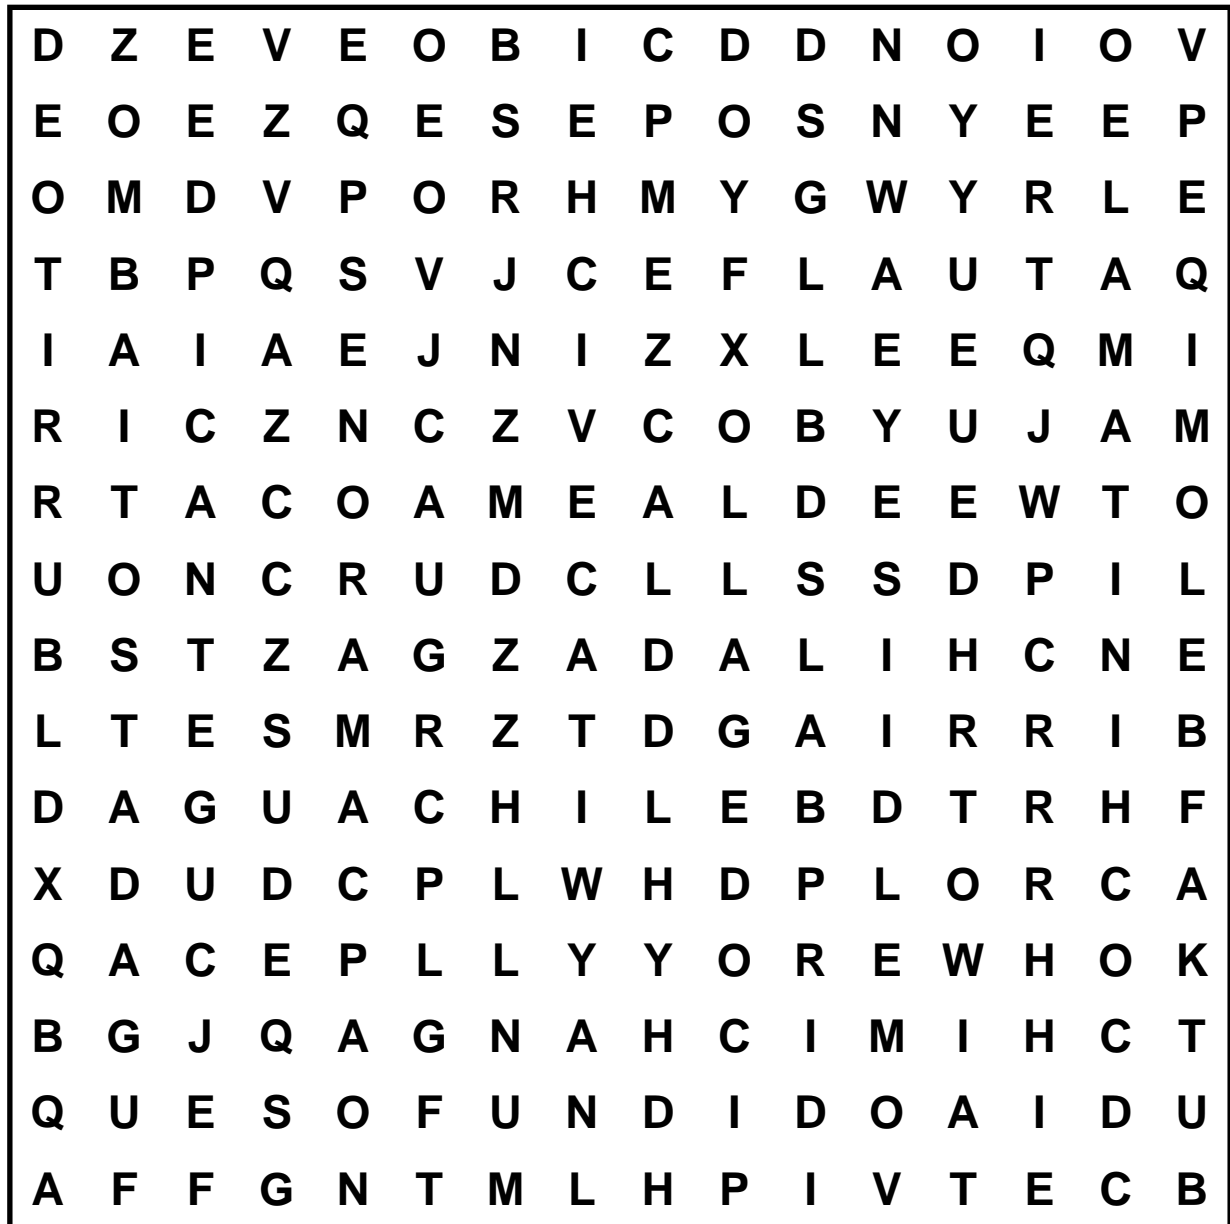 D Z E V E O B I C D D N O I O V
E O E Z Q E S E P O S N Y E E P
O M D V P O R H M Y G W Y R L E
T B P Q S V J C E F L A U T A Q
I A I A E J N I Z X L E E Q M I
R I C Z N C Z V C O B Y U J A M
R T A C O A M E A L D E E W T O
U O N C R U D C L L S S D P I L
B S T Z A G Z A D A L I H C N E
L T E S M R Z T D G A I R R I B
D A G U A C H I L E B D T R H F
X D U D C P L W H D P L O R C A
Q A C E P L L Y Y O R E W H O K
B G J Q A G N A H C I M I H C T
Q U E S O F U N D I D O A I D U
A F F G N T M L H P I V T E C B